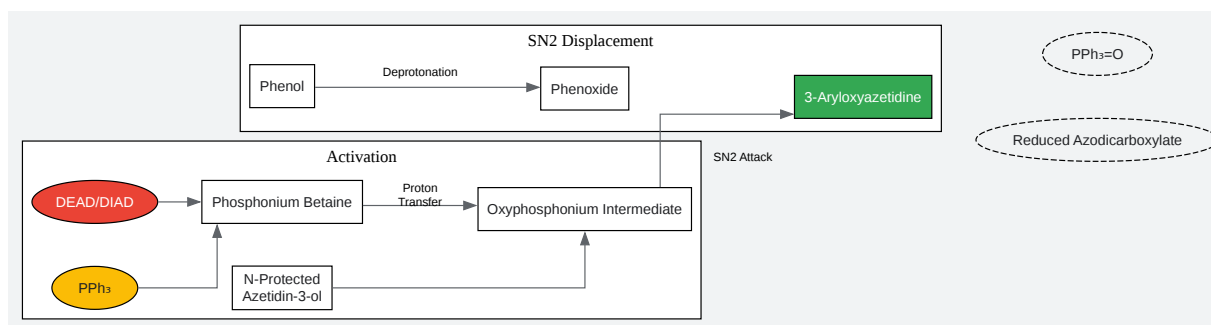 SN2 Displacement
Phenol
Deprotonation
Phenoxide
3-Aryloxyazetidine
PPh₃=O
Reduced Azodicarboxylate
SN2 Attack
Activation
DEAD/DIAD
Phosphonium Betaine
Proton
Transfer
Oxyphosphonium Intermediate
PPh₃
N-Protected
Azetidin-3-ol